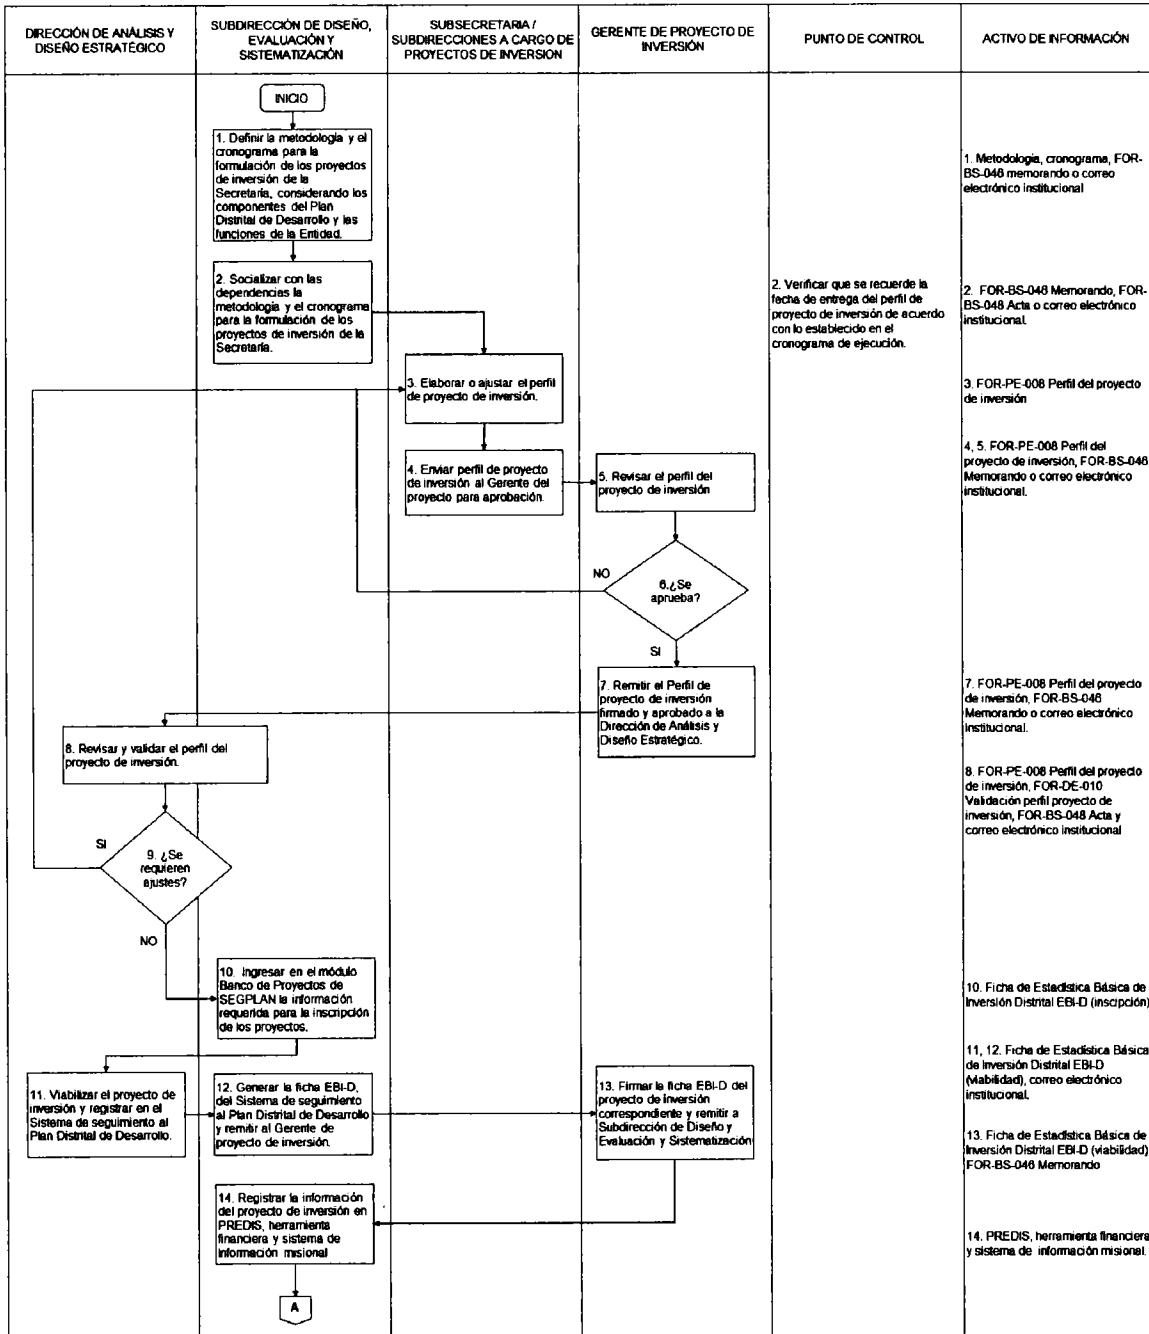 DIRECCIÓN DE ANÁLISIS Y
DISEÑO ESTRATÉGICO
SUBDIRECCIÓN DE DISEÑO,
EVALUACIÓN Y
SISTEMATIZACIÓN
SUBSECRETARIA /
SUBDIRECCIONES A CARGO DE
PROYECTOS DE INVERSION
GERENTE DE PROYECTO DE
INVERSIÓN
PUNTO DE CONTROL
ACTIVO DE INFORMACIÓN
INICIO
1. Definir la metodología y el
cronograma para la
formulación de los proyectos
de inversión de la
Secretaría, considerando los
componentes del Plan
Distrital de Desarrollo y las
funciones de la Entidad.
1. Metodología, cronograma, FOR-
BS-046 memorando o correo
electrónico institucional
2. Socializar con las
dependencias la
metodología y el cronograma
para la formulación de los
proyectos de inversión de la
Secretaría.
2. Verificar que se recuerde la
fecha de entrega del perfil de
proyecto de inversión de acuerdo
con lo establecido en el
cronograma de ejecución.
2. FOR-BS-046 Memorando, FOR-
BS-048 Acta o correo electrónico
institucional.
3. Elaborar o ajustar el perfil
de proyecto de inversión.
3. FOR-PE-008 Perfil del proyecto
de inversión
4. Enviar perfil de proyecto
de inversión al Gerente del
proyecto para aprobación.
5. Revisar el perfil del
proyecto de inversión
4, 5. FOR-PE-008 Perfil del
proyecto de inversión, FOR-BS-046
Memorando o correo electrónico
institucional.
NO
6.¿Se
aprueba?
SI
7. Remitir el Perfil de
proyecto de inversión
firmado y aprobado a la
Dirección de Análisis y
Diseño Estratégico.
7. FOR-PE-008 Perfil del proyecto
de inversión, FOR-BS-046
Memorando o correo electrónico
institucional.
8. Revisar y validar el perfil del
proyecto de inversión.
8. FOR-PE-008 Perfil del proyecto
de inversión, FOR-DE-010
Validación perfil proyecto de
inversión, FOR-BS-048 Acta y
correo electrónico institucional
SI
9. ¿Se
requieren
ajustes?
NO
10. Ingresar en el módulo
Banco de Proyectos de
SEGPLAN la información
requerida para la inscripción
de los proyectos.
10. Ficha de Estadística Básica de
Inversión Distrital EBI-D (inscipción)
11. Viabilizar el proyecto de
inversión y registrar en el
Sistema de seguimiento al
Plan Distrital de Desarrollo.
12. Generar la ficha EBI-D,
del Sistema de seguimiento
al Plan Distrital de Desarrollo
y remitir al Gerente de
proyecto de inversión.
13. Firmar la ficha EBI-D del
proyecto de Inversión
correspondiente y remitir a
Subdirección de Diseño y
Evaluación y Sistematización
11, 12. Ficha de Estadística Básica
de Inversión Distrital EBI-D
(viabilidad), correo electrónico
institucional.
13. Ficha de Estadística Básica de
Inversión Distrital EBI-D (viabilidad)
FOR-BS-046 Memorando
14. Registrar la información
del proyecto de inversión en
PREDIS, herramienta
financiera y sistema de
información misional
14. PREDIS, herramienta financiera
y sistema de información misional.
A